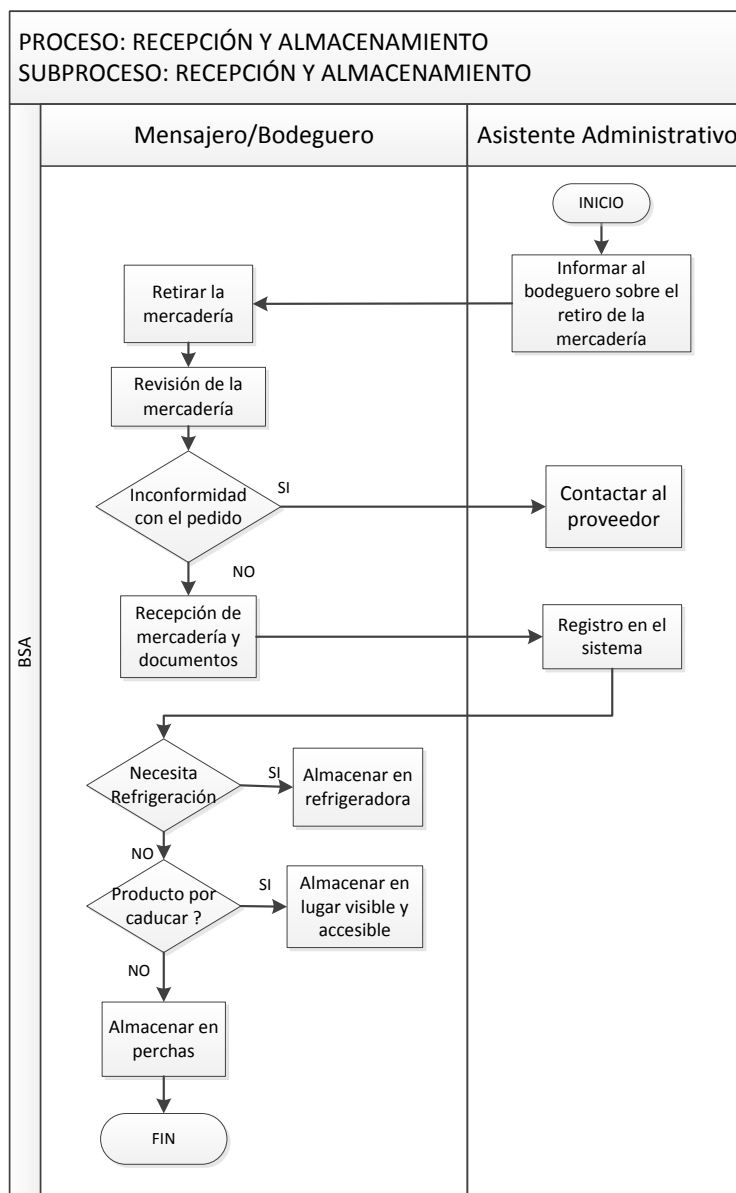 PROCESO: RECEPCIÓN Y ALMACENAMIENTO
SUBPROCESO: RECEPCIÓN Y ALMACENAMIENTO
BSA
Mensajero/Bodeguero
Asistente Administrativo
INICIO
Informar al
bodeguero sobre el
retiro de la
mercadería
Retirar la
mercadería
Revisión de la
mercadería
Inconformidad
con el pedido
SI
Contactar al
proveedor
NO
Recepción de
mercadería y
documentos
Registro en el
sistema
Necesita
Refrigeración
SI
Almacenar en
refrigeradora
NO
Producto por
caducar ?
SI
Almacenar en
lugar visible y
accesible
NO
Almacenar en
perchas
FIN